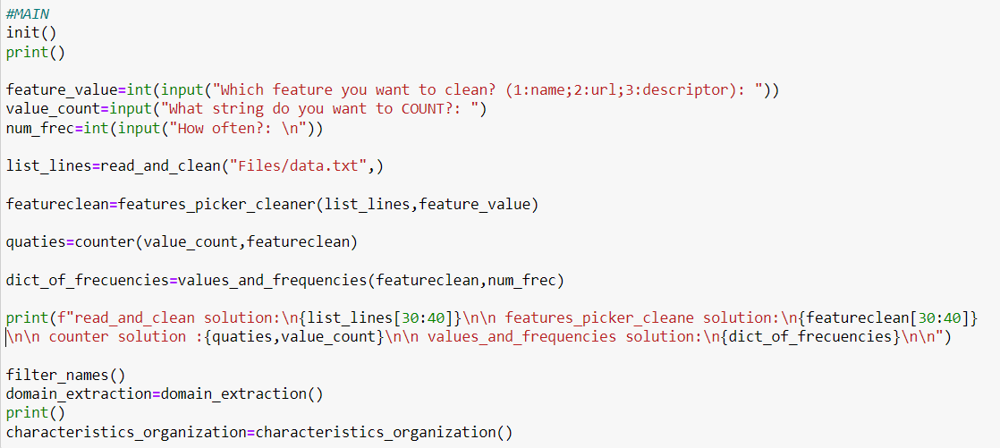 #MAIN
init()
print()
feature_value=int(input("Which feature you want to clean? (1:name;2:url;3:descriptor): "))
value_count=input("What string do you want to COUNT?: ")
num_frec=int(input("How often?: \n"))
list_lines=read_and_clean("Files/data.txt",)
featureclean=features_picker_cleaner(list_lines,feature_value)
quaties=counter(value_count,featureclean)
dict_of_frecuencies=values_and_frequencies(featureclean,num_frec)
print(f"read_and_clean solution:\n{list_lines[30:40]}\n\n features_picker_cleane solution:\n{featureclean[30:40]}
\n\n counter solution :{quaties,value_count}\n\n values_and_frequencies solution:\n{dict_of_frecuencies}\n\n")
filter_names()
domain_extraction=domain_extraction()
print()
characteristics_organization=characteristics_organization()